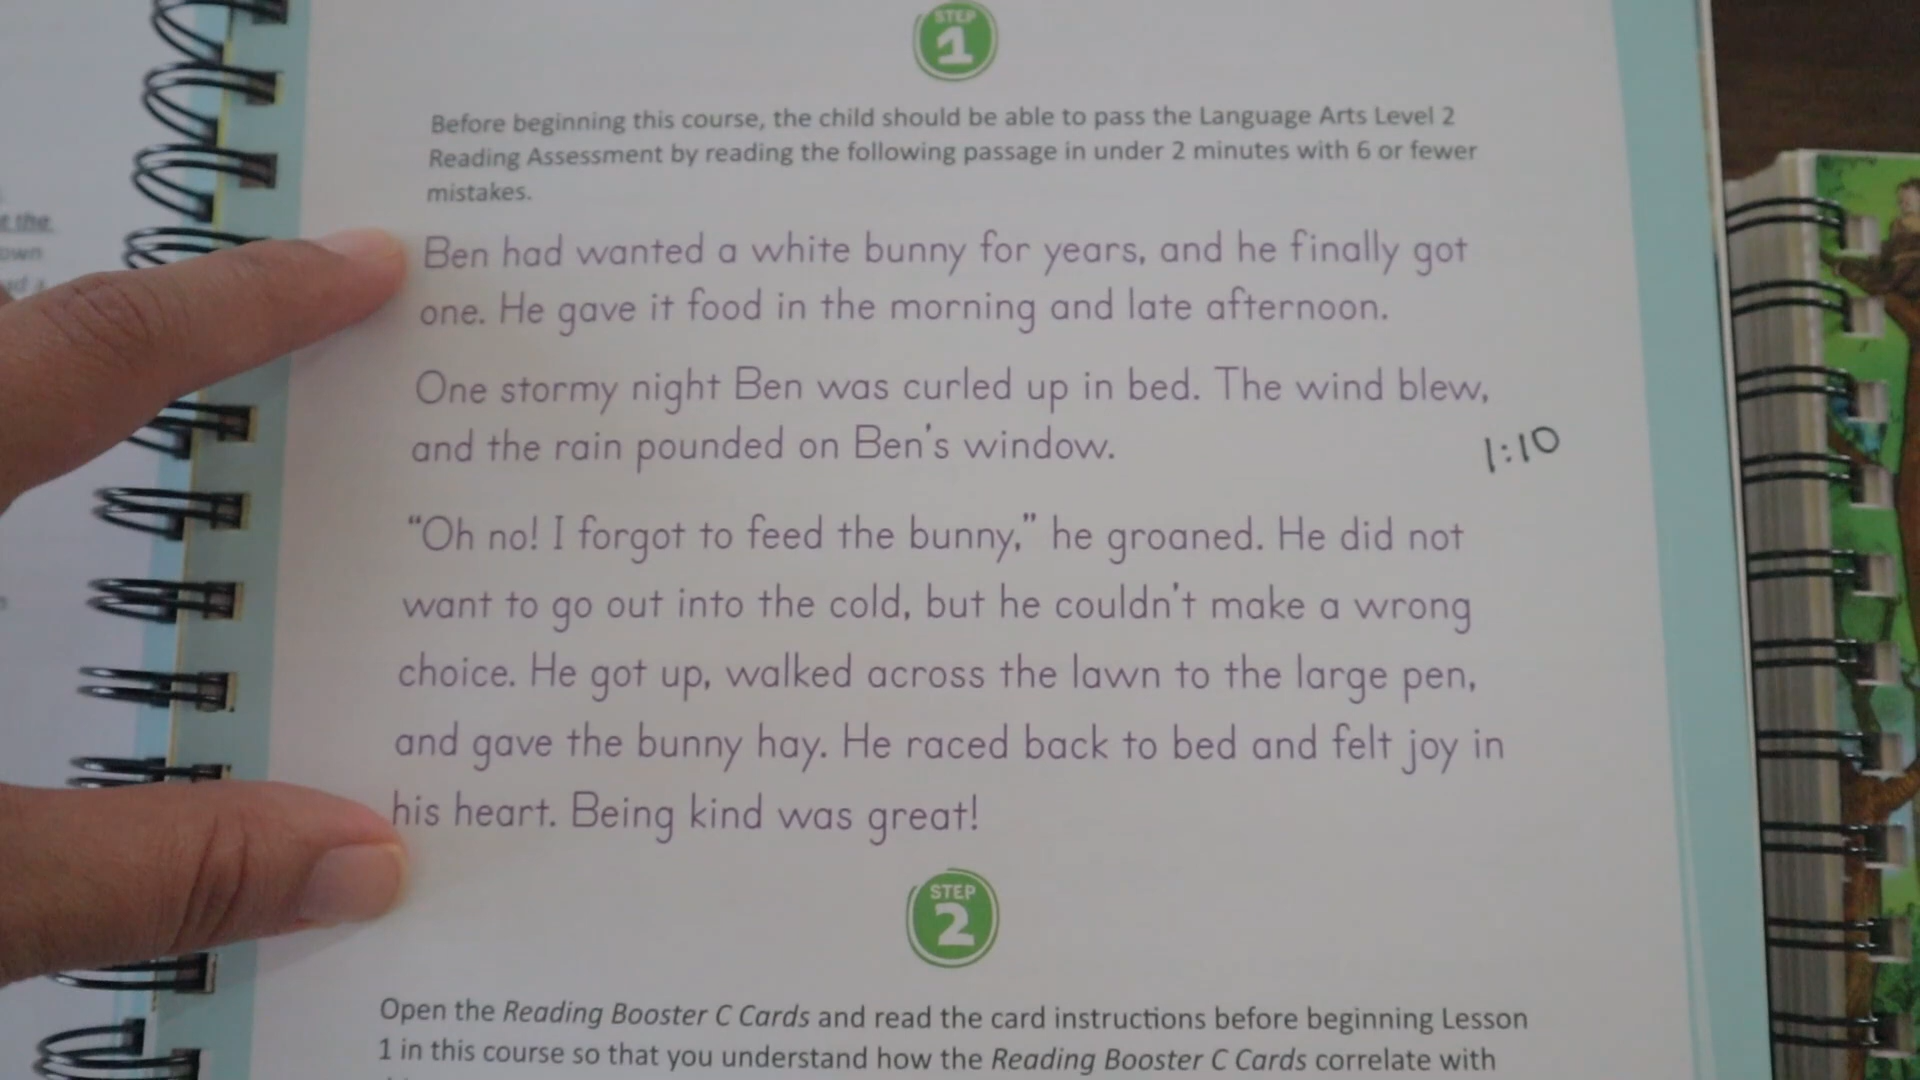 STEP
1
Before beginning this course, the child should be able to pass the Language Arts Level 2
Reading Assessment by reading the following passage in under 2 minutes with 6 or fewer
mistakes.
Ben had wanted a white bunny for years, and he finally got
one. He gave it food in the morning and late afternoon.
One stormy night Ben was curled up in bed. The wind blew,
and the rain pounded on Ben's window.
1:10
“Oh no! I forgot to feed the bunny,” he groaned. He did not
want to go out into the cold, but he couldn't make a wrong
choice. He got up, walked across the lawn to the large pen,
and gave the bunny hay. He raced back to bed and felt joy in
his heart. Being kind was great!
STEP
2
Open the Reading Booster C Cards and read the card instructions before beginning Lesson
1 in this course so that you understand how the Reading Booster C Cards correlate with